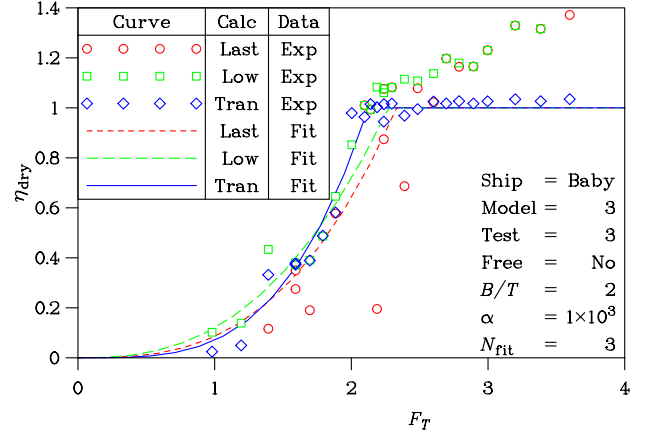 1.4
1.2
1
0.8
0.6
0.4
0.2
0
η_dry
Curve Calc Data
Last Exp
Low Exp
Tran Exp
Last Fit
Low Fit
Tran Fit
Ship = Baby
Model = 3
Test = 3
Free = No
B/T = 2
α = 1×10³
N_fit = 3
0 1 2 3 4
F_T